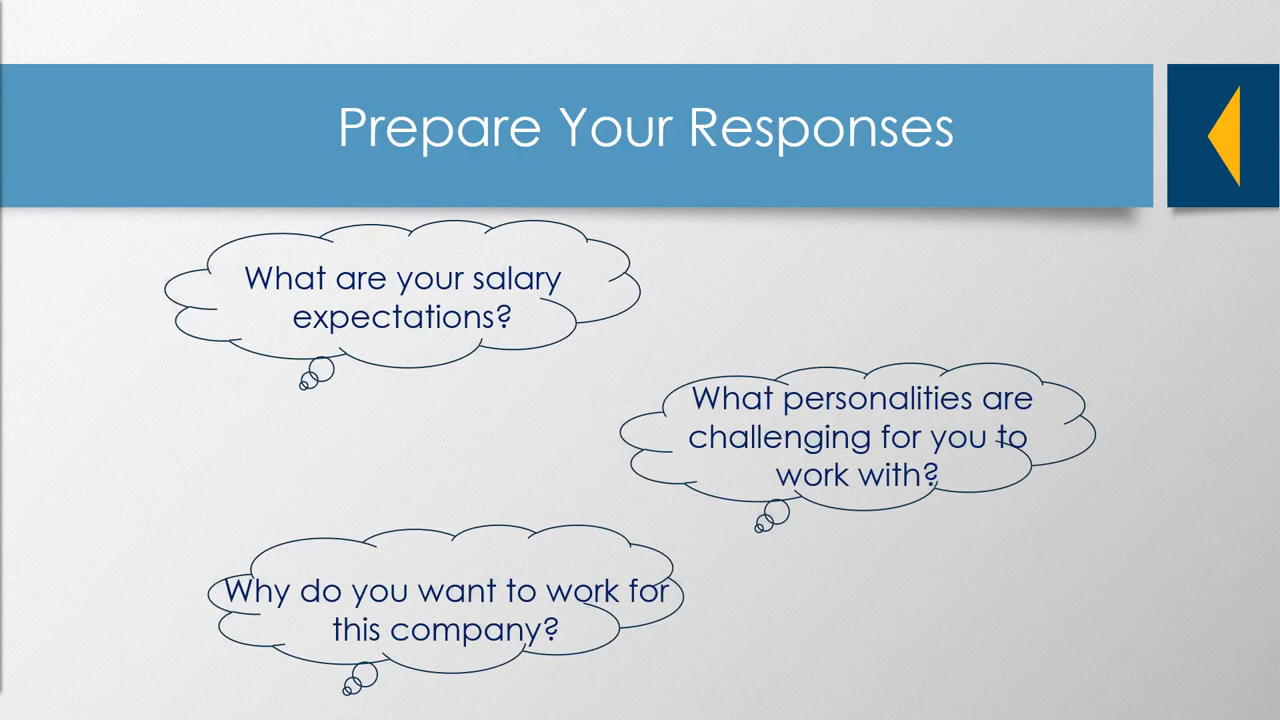 Prepare Your Responses
What are your salary
expectations?
What personalities are
challenging for you to
work with?
Why do you want to work for
this company?